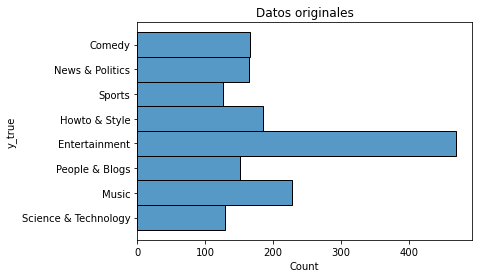 Datos originales
Comedy
News & Politics
Sports
Howto & Style
Entertainment
People & Blogs
Music
Science & Technology
y_true
0 100 200 300 400
Count